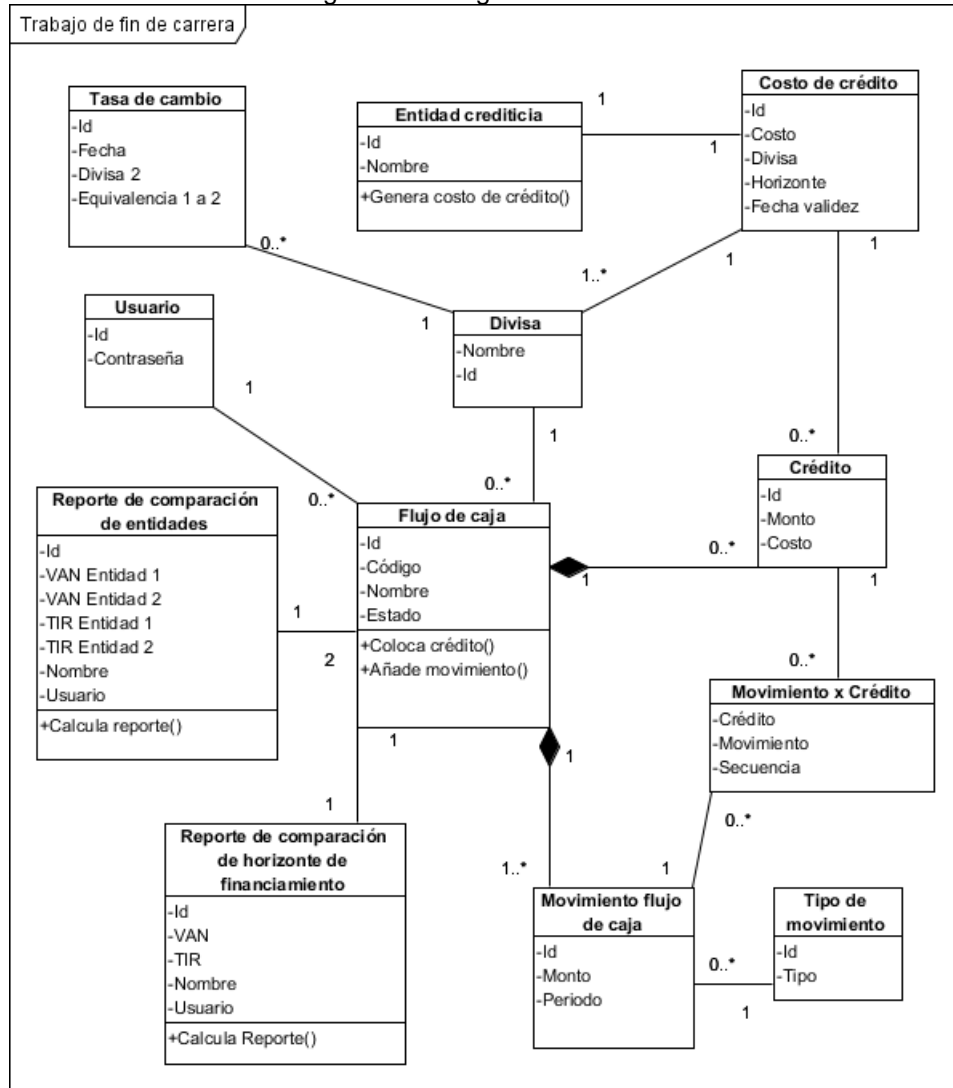 Trabajo de fin de carrera
Tasa de cambio
-Id
-Fecha
-Divisa 2
-Equivalencia 1 a 2
Entidad crediticia
-Id
-Nombre
+Genera costo de crédito()
Costo de crédito
-Id
-Costo
-Divisa
-Horizonte
-Fecha validez
1
1
0..*
1
1..*
1
1
0..*
Usuario
-Id
-Contraseña
Divisa
-Nombre
-Id
1
0..*
1
0..*
Crédito
-Id
-Monto
-Costo
Reporte de comparación
de entidades
-Id
-VAN Entidad 1
-VAN Entidad 2
-TIR Entidad 1
-TIR Entidad 2
-Nombre
-Usuario
+Calcula reporte()
Flujo de caja
-Id
-Código
-Nombre
-Estado
+Coloca crédito()
+Añade movimiento()
1
0..*
1
2
1
0..*
Movimiento x Crédito
-Crédito
-Movimiento
-Secuencia
1
1
1
1..*
0..*
1
Reporte de comparación
de horizonte de
financiamiento
-Id
-VAN
-TIR
-Nombre
-Usuario
+Calcula Reporte()
Movimiento flujo
de caja
-Id
-Monto
-Periodo
0..*
1
Tipo de
movimiento
-Id
-Tipo